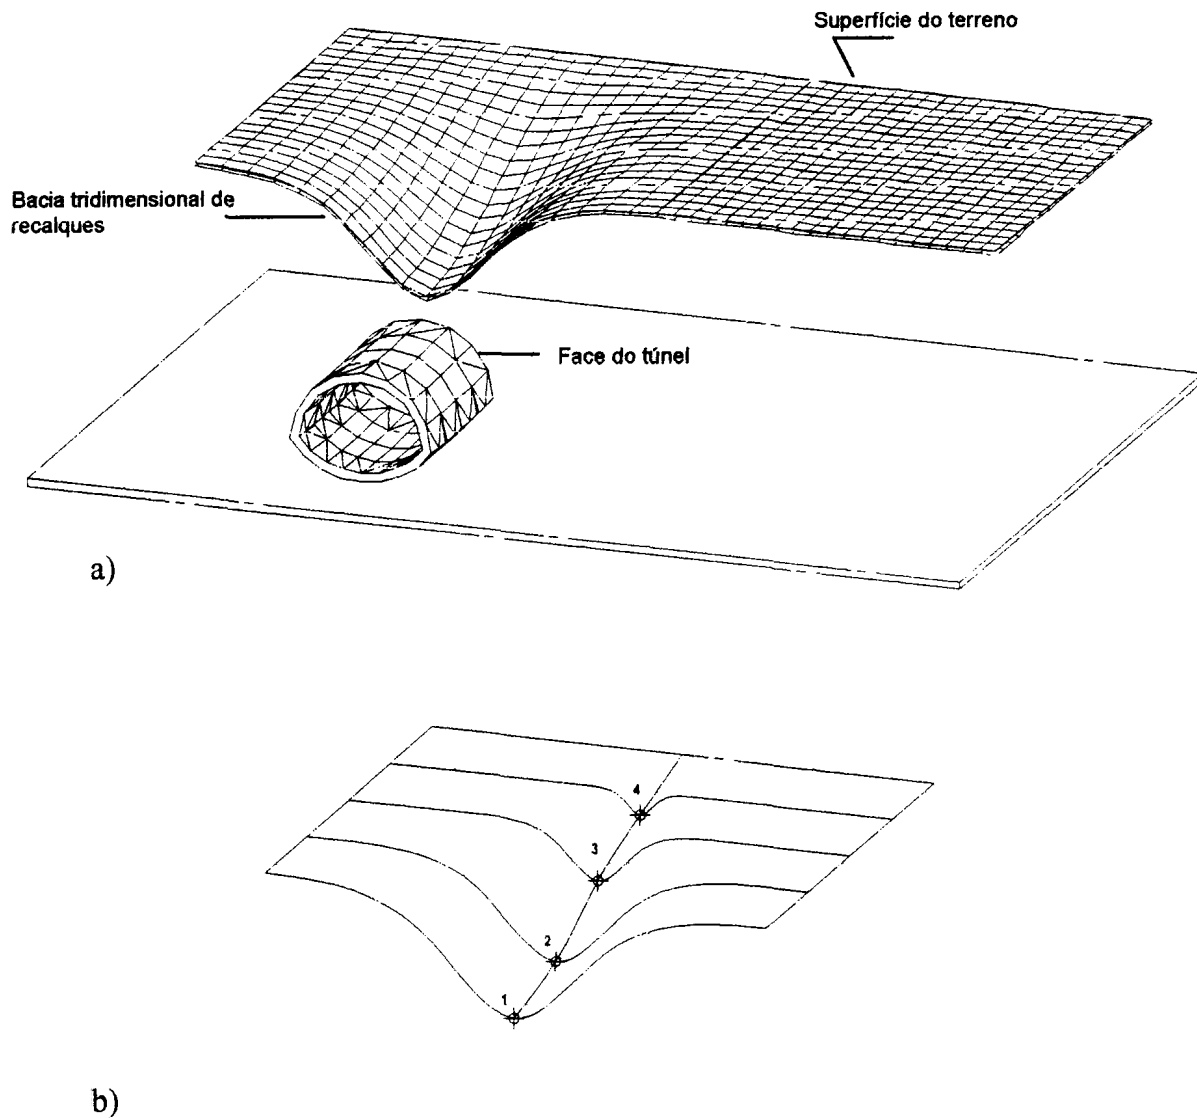 Superfície do terreno
Bacia tridimensional de
recalques
Face do túnel
a)
4
3
2
1
b)